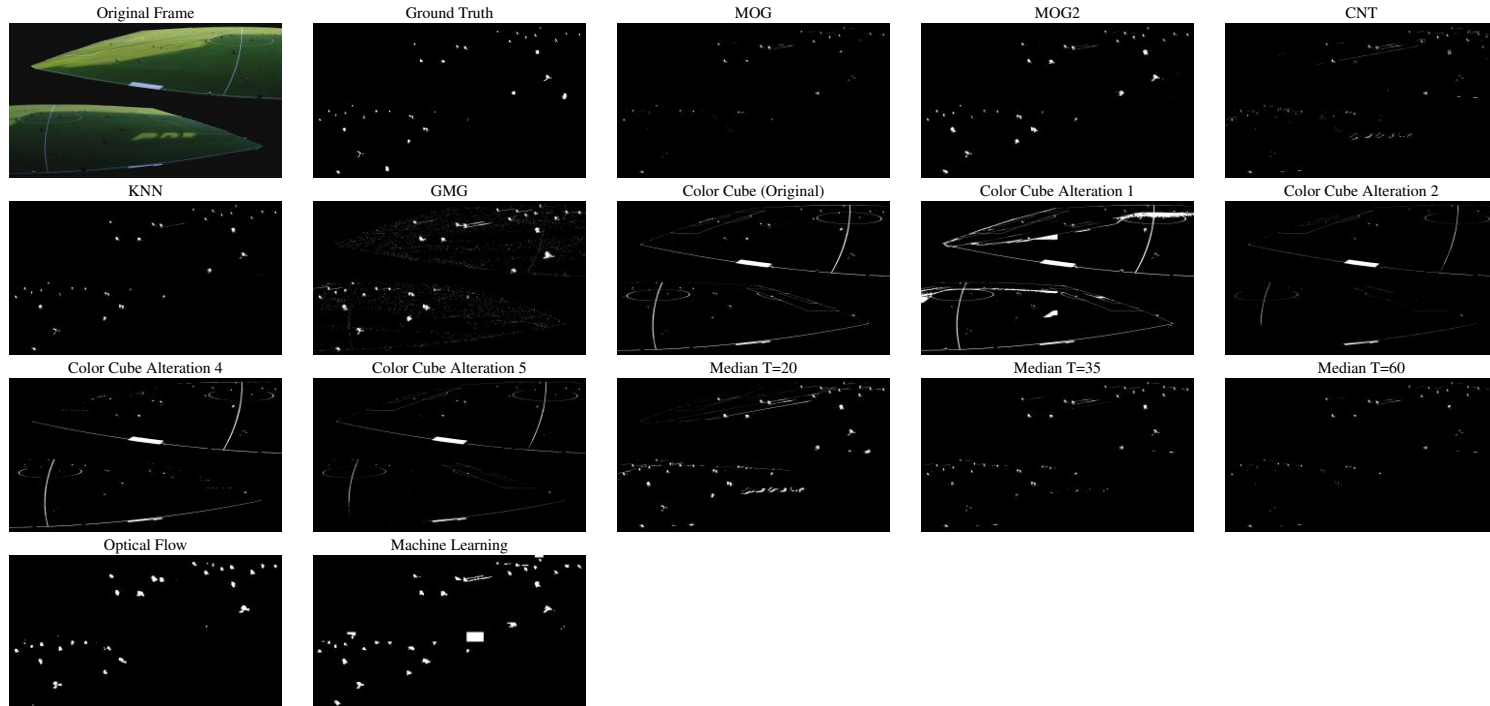 Original Frame
Ground Truth
MOG
MOG2
CNT
KNN
GMG
Color Cube (Original)
Color Cube Alteration 1
Color Cube Alteration 2
Color Cube Alteration 4
Color Cube Alteration 5
Median T=20
Median T=35
Median T=60
Optical Flow
Machine Learning